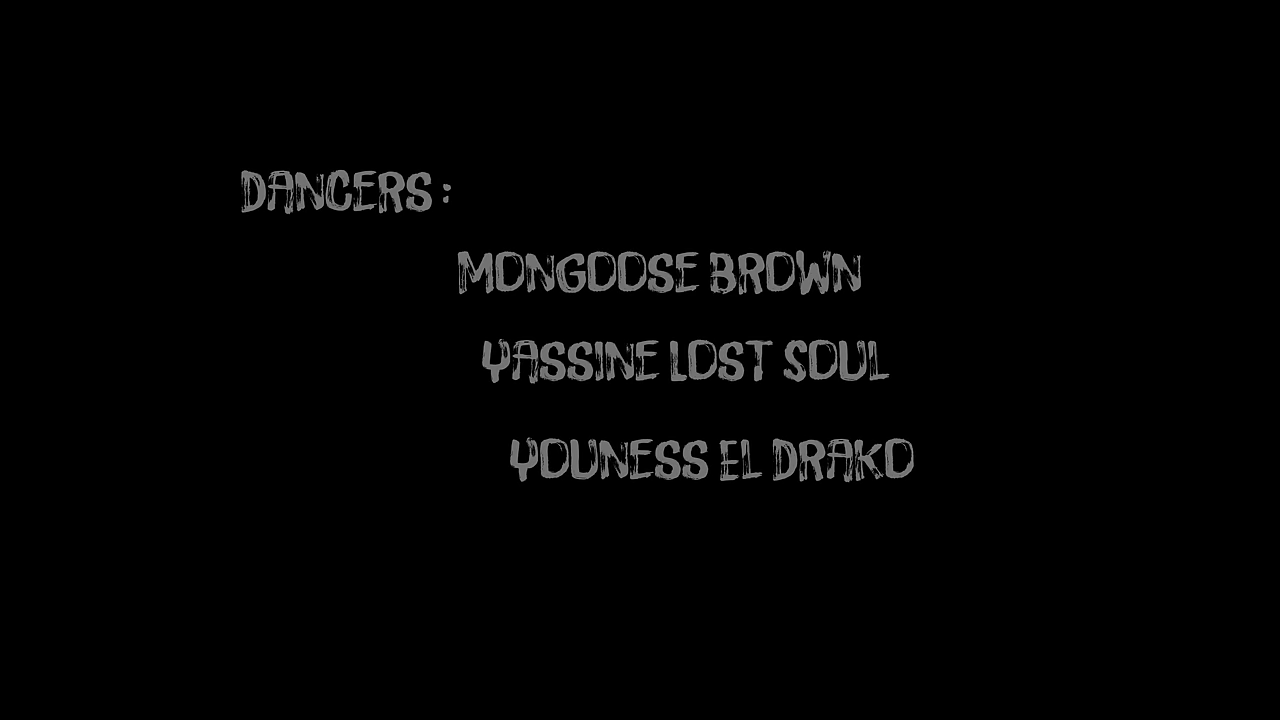 DANCERS :
MONGOOSE BROWN
YASSINE LOST SOUL
YOUNESS EL DRAKO